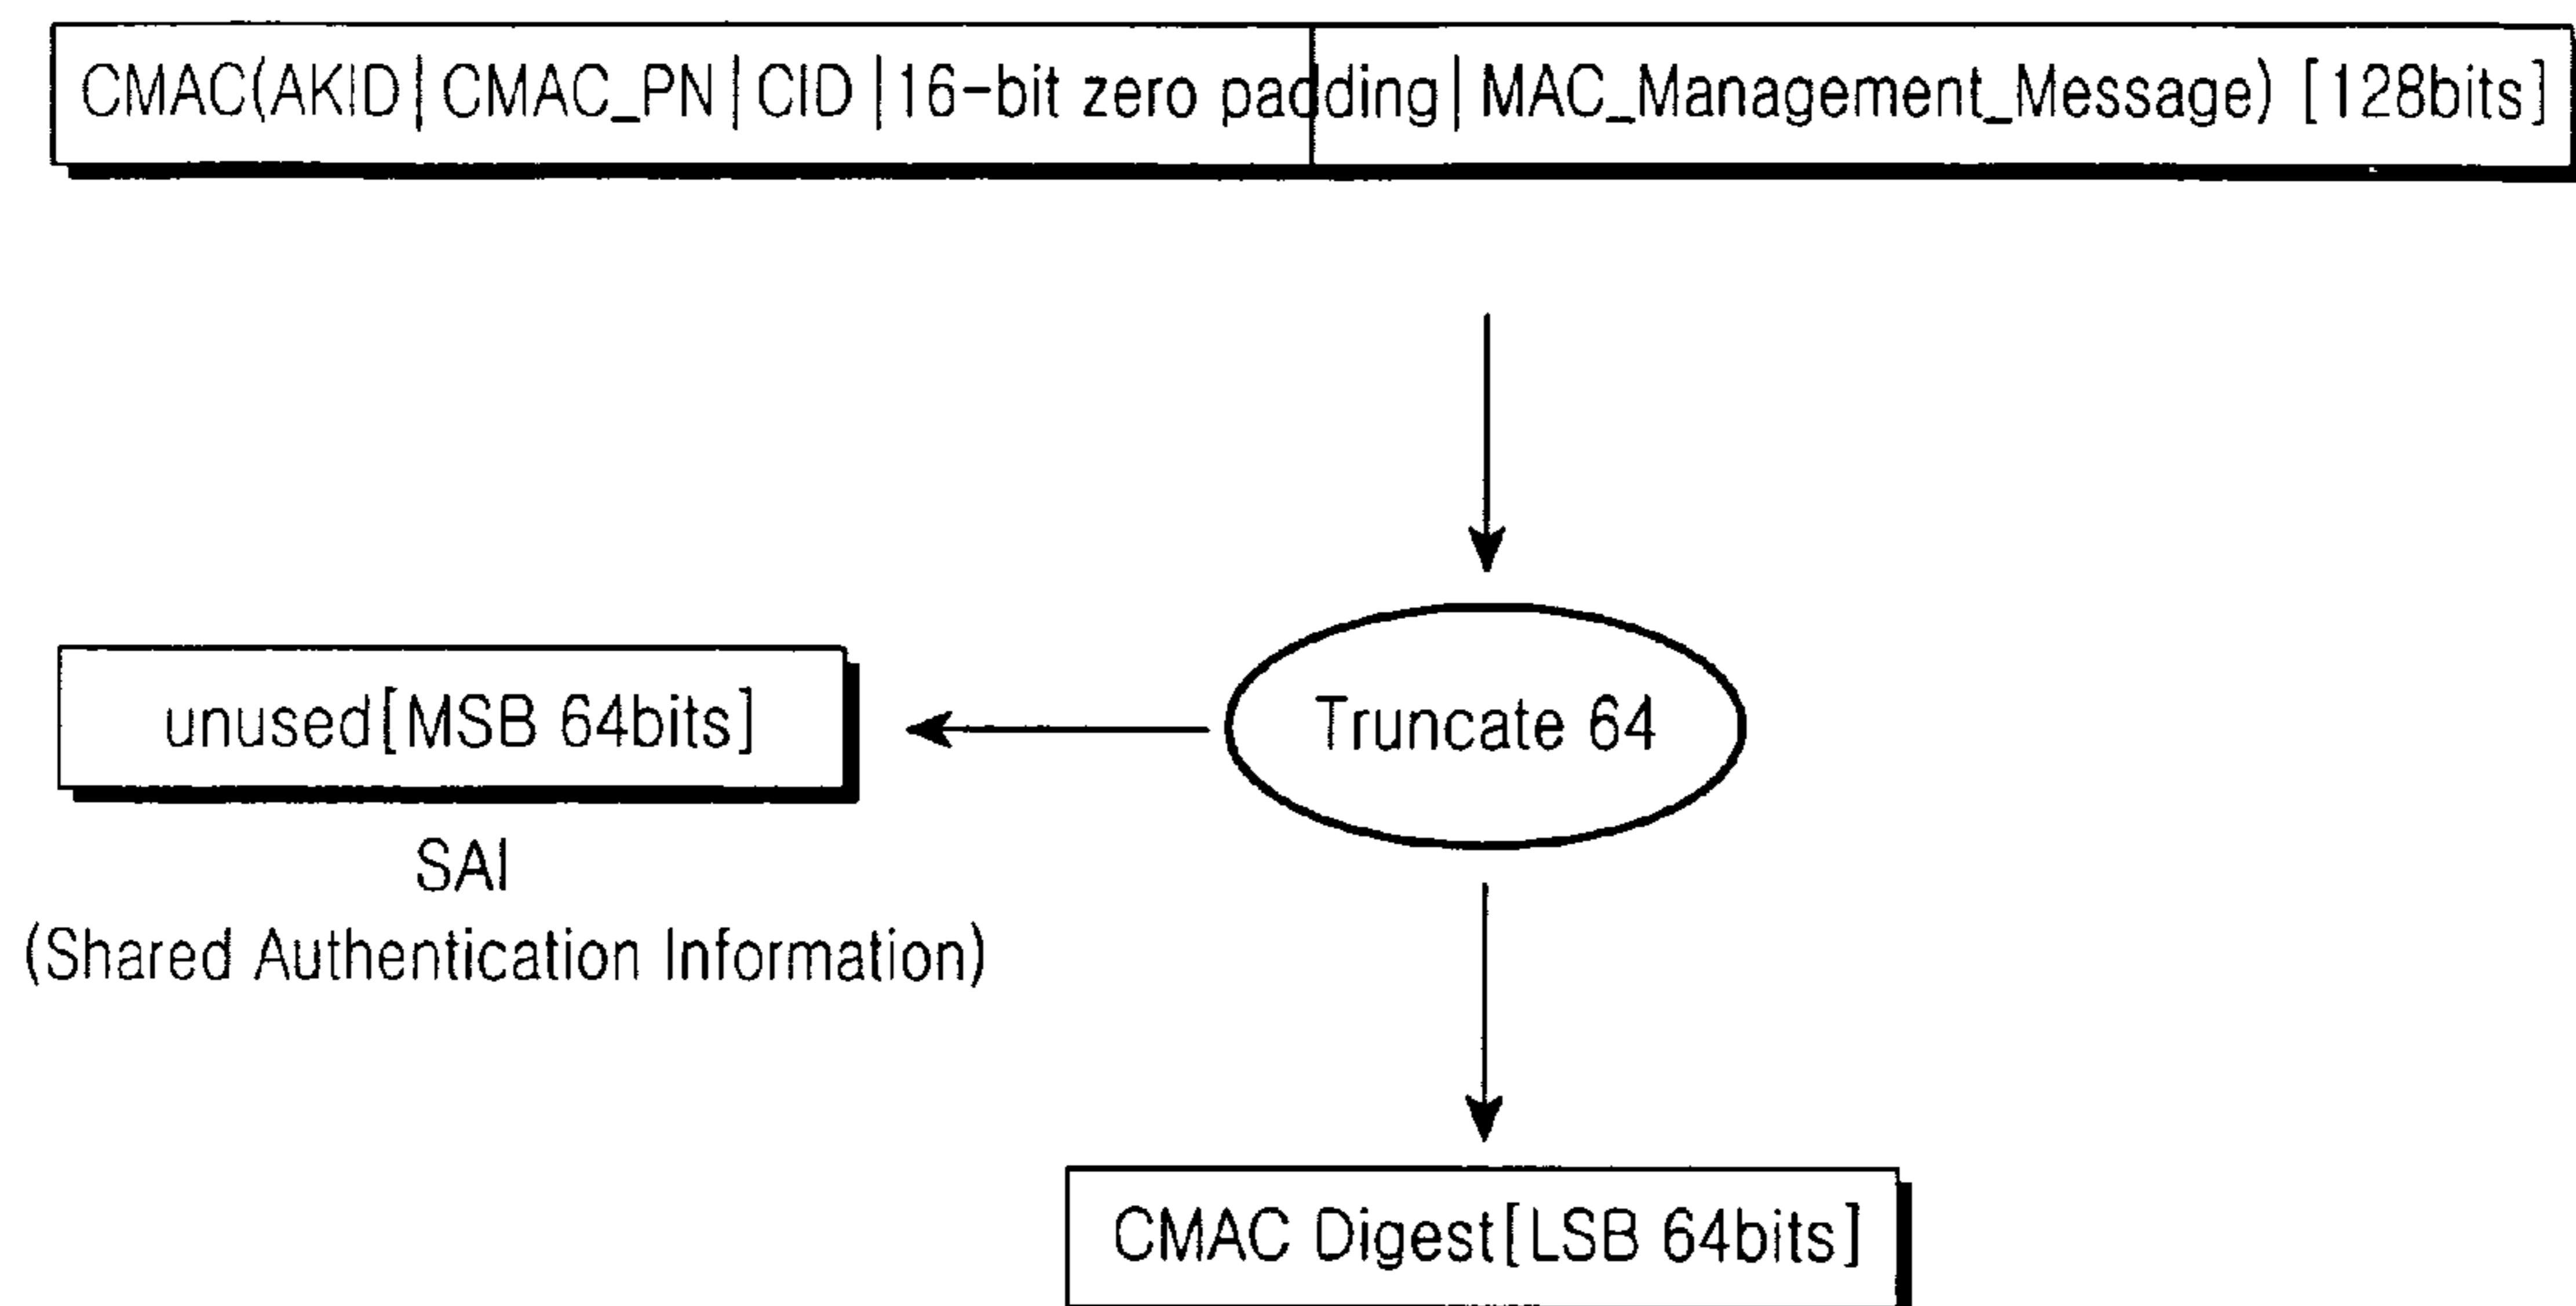 CMAC(AKID|CMAC_PN|CID|16-bit zero padding|MAC_Management_Message) [128bits]
Truncate 64
unused[MSB 64bits]
SAI
(Shared Authentication Information)
CMAC Digest[LSB 64bits]